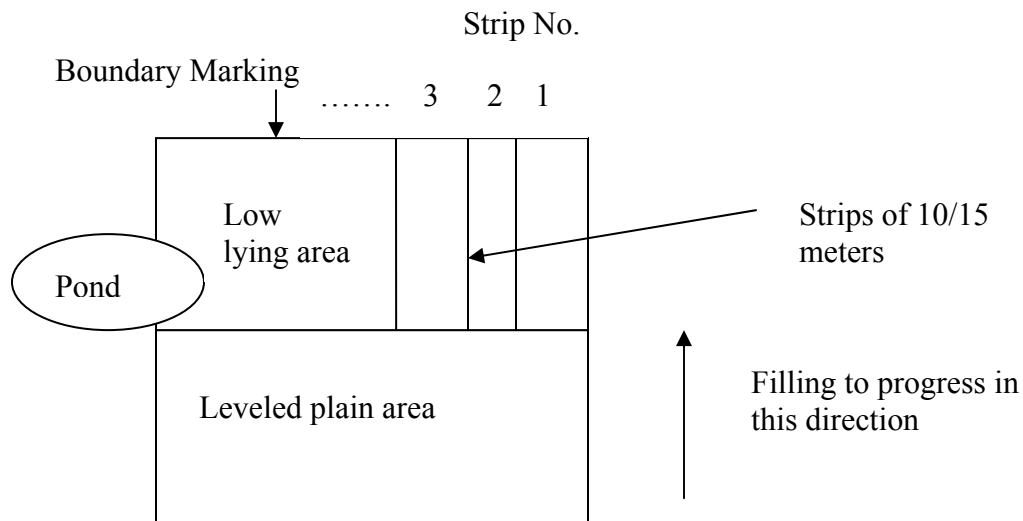 Strip No.
Boundary Marking
....... 3 2 1
Low
lying area
Strips of 10/15
meters
Pond
Filling to progress in
this direction
Leveled plain area